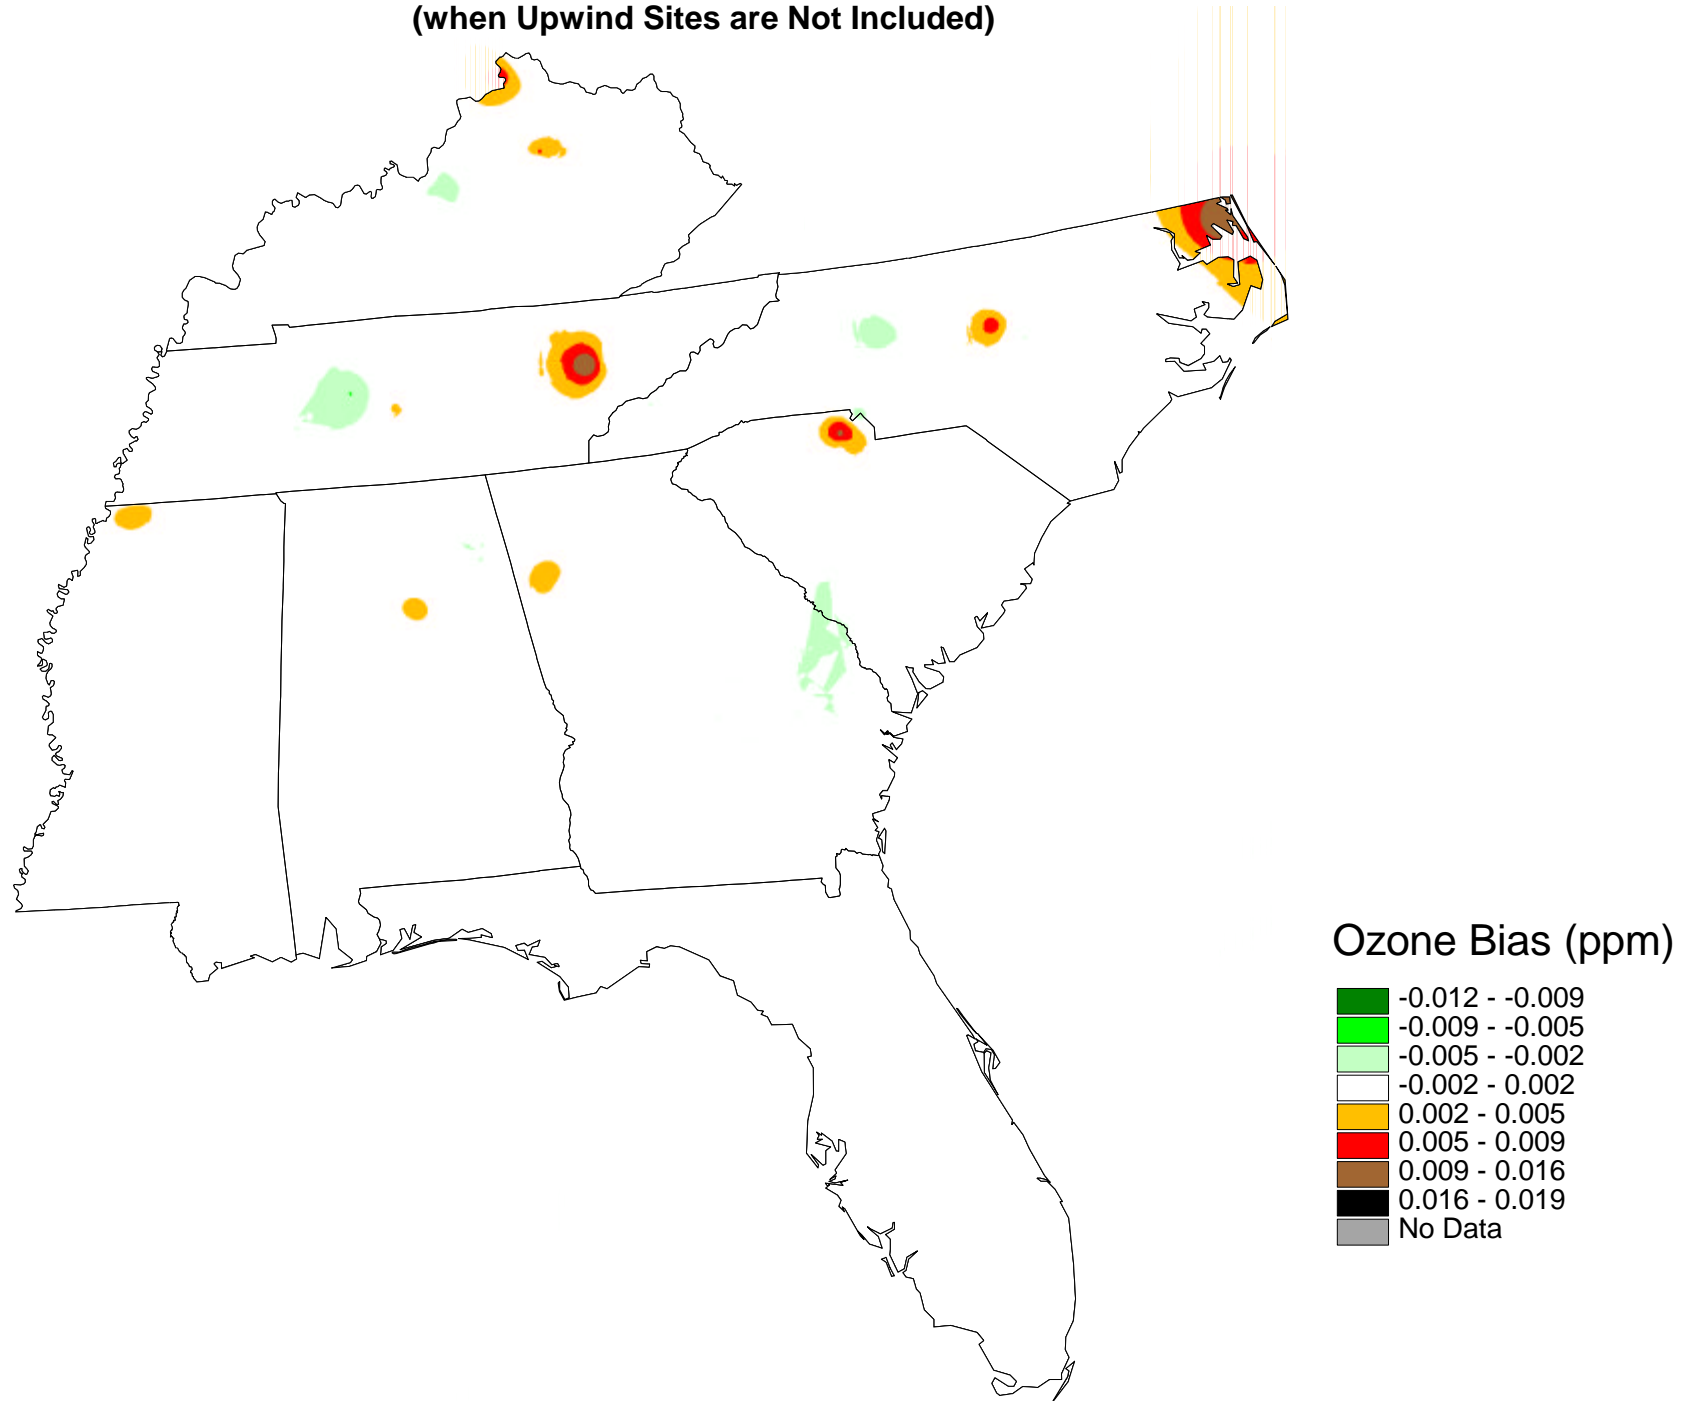 (when Upwind Sites are Not Included)
Ozone Bias (ppm)
-0.012 - -0.009
-0.009 - -0.005
-0.005 - -0.002
-0.002 - 0.002
0.002 - 0.005
0.005 - 0.009
0.009 - 0.016
0.016 - 0.019
No Data